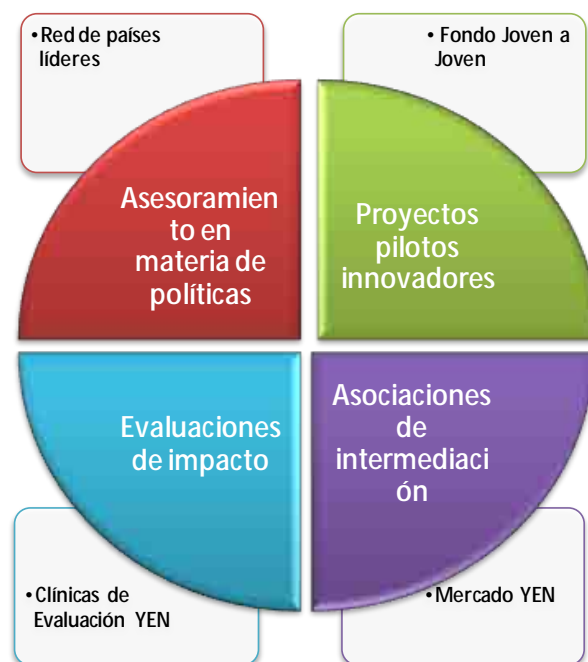 • Red de países
líderes
• Fondo Joven a
Joven
Asesoramien
to en
materia de
políticas
Proyectos
pilotos
innovadores
Evaluaciones
de impacto
Asociaciones
de
intermediaci
ón
• Clínicas de
Evaluación YEN
• Mercado YEN